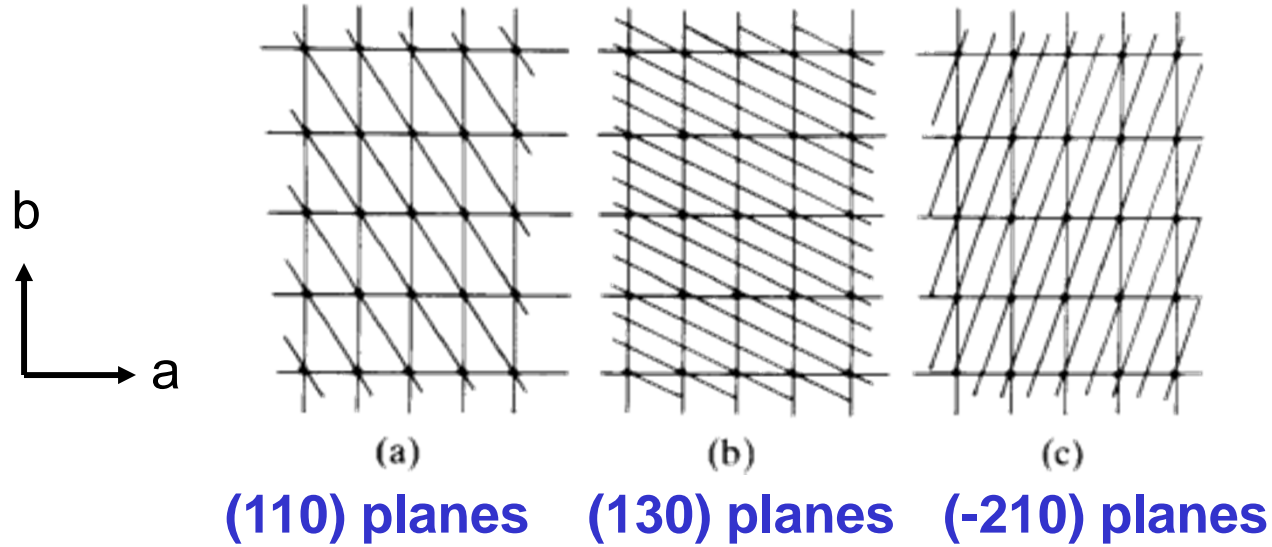 b
a
(a) (b) (c)
(110) planes (130) planes (-210) planes